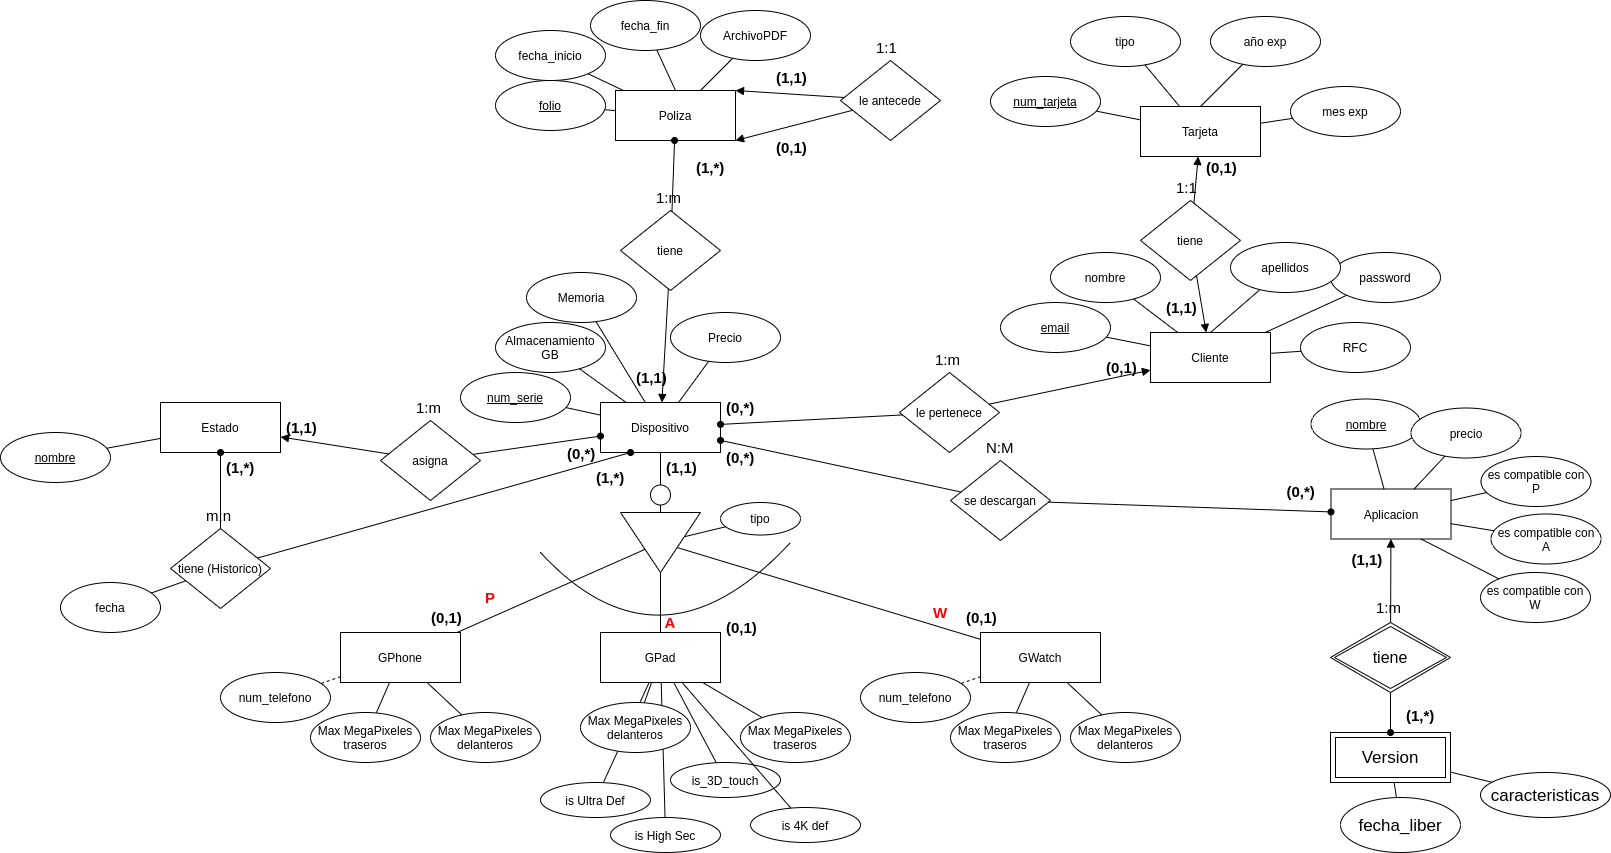 fecha_fin
ArchivoPDF
fecha_inicio
folio
Poliza
1:1
(1,1)
le antecede
(0,1)
(1,*)
1:m
tiene
tipo
año exp
num_tarjeta
mes exp
Tarjeta
(0,1)
1:1
tiene
nombre
apellidos
password
(1,1)
email
RFC
Cliente
Memoria
Almacenamiento
GB
Precio
num_serie
(1,1)
Dispositivo
1:m
(0,1)
(0,*)
le pertenece
N:M
(0,*)
se descargan
(0,*)
Estado
nombre
(1,1)
1:m
asigna
(0,*)
(1,*)
(1,*)
m:n
tiene (Historico)
fecha
(1,1)
tipo
nombre
precio
es compatible con
P
Aplicacion
es compatible con
A
es compatible con
W
(1,1)
1:m
tiene
(1,*)
Version
caracteristicas
fecha_liber
P
(0,1)
A
(0,1)
W
(0,1)
GPhone
GPad
GWatch
num_telefono
Max MegaPixeles
traseros
Max MegaPixeles
delanteros
Max MegaPixeles
delanteros
Max MegaPixeles
traseros
is_3D_touch
is Ultra Def
is High Sec
is 4K def
num_telefono
Max MegaPixeles
traseros
Max MegaPixeles
delanteros